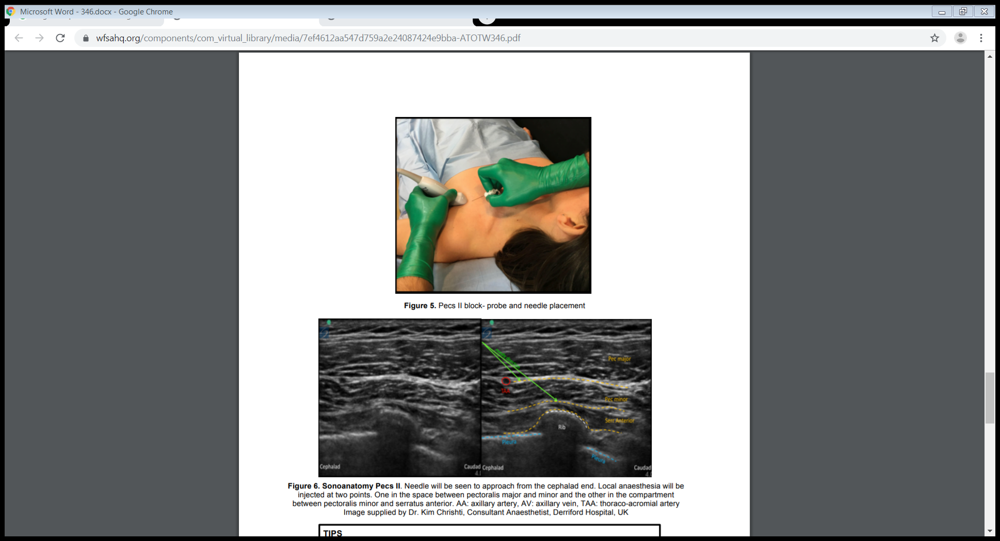 Microsoft Word - 346.docx - Google Chrome
wfsahq.org/components/com_virtual_library/media/7ef4612aa547d759a2e24087424e9bba-ATOTW346.pdf
Figure 5. Pecs II block- probe and needle placement
Pec major
TAA
Pec minor
Serr Anterior
Rib
Pleura
Pleura
Cephalad
Caudad
4.
Cephalad
Caudad
4.
Figure 6. Sonoanatomy Pecs II. Needle will be seen to approach from the cephalad end. Local anaesthesia will be
injected at two points. One in the space between pectoralis major and minor and the other in the compartment
between pectoralis minor and serratus anterior. AA: axillary artery, AV: axillary vein, TAA: thoraco-acromial artery
Image supplied by Dr. Kim Chrishti, Consultant Anaesthetist, Derriford Hospital, UK
TIPS